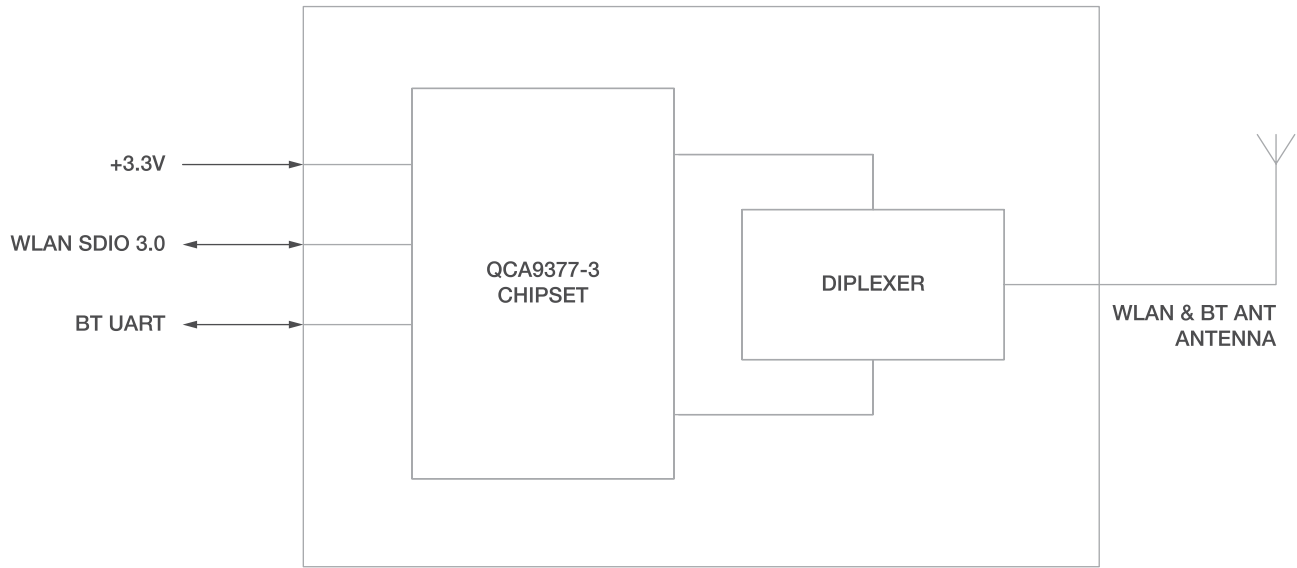 +3.3V
WLAN SDIO 3.0
BT UART
QCA9377-3
CHIPSET
DIPLEXER
WLAN & BT ANT
ANTENNA